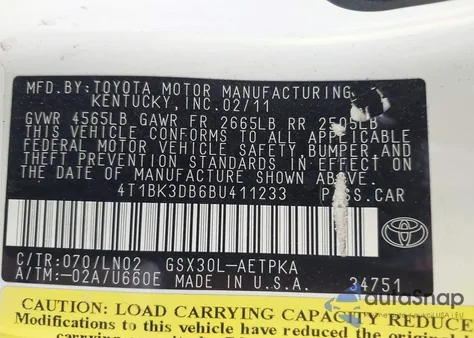 MFD.BY:TOYOTA MOTOR MANUFACTURING
KENTUCKY, INC. 02/11
GVWR 4565LB GAWR FR 2665LB RR 2505LB
THIS VEHICLE CONFORMS TO ALL APPLICABLE
FEDERAL MOTOR VEHICLE SAFETY, BUMPER AND
THEFT PREVENTION STANDARDS IN EFFECT ON
THE DATE OF MANUFACTURE SHOWN ABOVE.
4T1BK3DB6BU411233 PASS.CAR
TOYOTA
C/TR:070/LN02 GSX30L-AETPKA
A/TM:-02A/U660E MADE IN U.S.A. 34751
CAUTION: LOAD CARRYING CAPACITY REDUCE
Modifications to this vehicle have reduced the original
AutoSnap